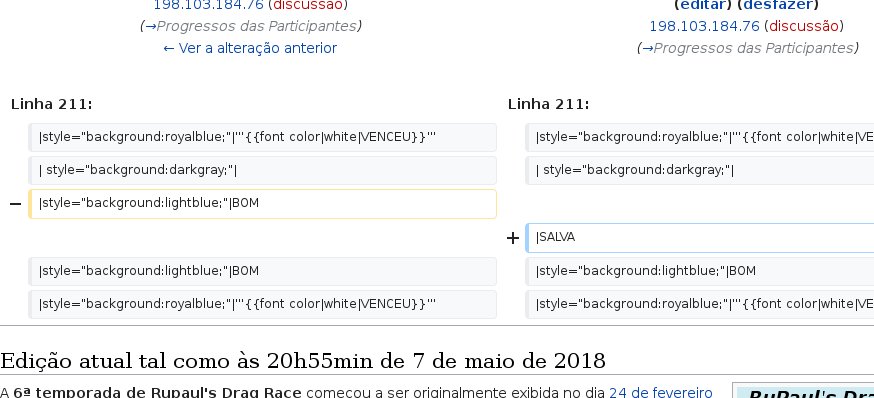 198.103.184.76 (discussão)
(→Progressos das Participantes)
← Ver a alteração anterior
(editar) (desfazer)
198.103.184.76 (discussão)
(→Progressos das Participantes)
Linha 211:
Linha 211:
|style="background:royalblue;"|'''{{font color|white|VENCEU}}'''
|style="background:royalblue;"|'''{{font color|white|VE
| style="background:darkgray;"|
| style="background:darkgray;"|
− |style="background:lightblue;"|BOM
+ |SALVA
|style="background:lightblue;"|BOM
|style="background:lightblue;"|BOM
|style="background:royalblue;"|'''{{font color|white|VENCEU}}'''
|style="background:royalblue;"|'''{{font color|white|VE
Edição atual tal como às 20h55min de 7 de maio de 2018
A 6ª temporada de Rupaul's Drag Race começou a ser originalmente exibida no dia 24 de fevereiro
RuPaul's Dra